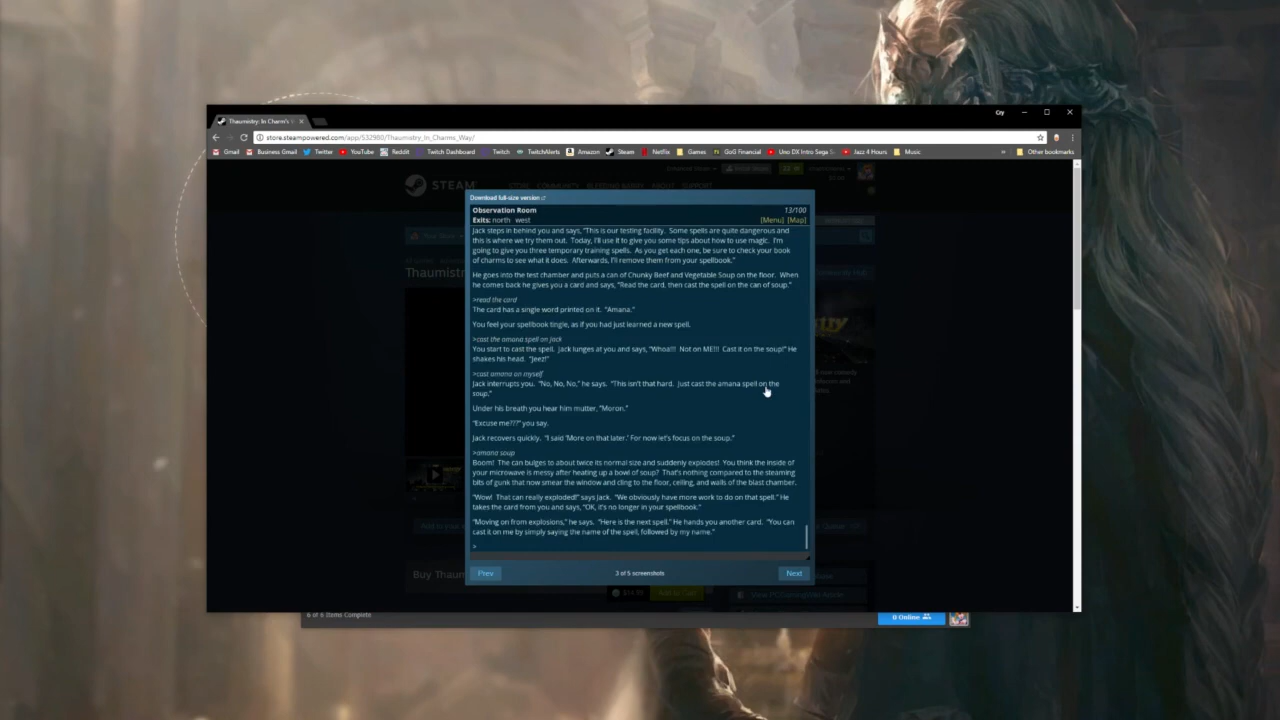 Thaumistry: In Charm's
Cry
store.steampowered.com/app/532980/Thaumistry_In_Charms_Way/
Gmail Business Gmail Twitter YouTube Reddit Twitch Dashboard Twitch TwitchAlerts Amazon Steam Netflix Games GoG Financial Uno DX Intro Sega Jazz 4 Hours Music » Other bookmarks
STEAM
Download full-size version
Observation Room 13/100
Exits: north west [Menu] [Map]
Jack steps in behind you and says, "This is our testing facility. Some spells are quite dangerous and
this is where we try them out. Today, I'll use it to give you some tips about how to use magic. I'm
going to give you three temporary training spells. As you get each one, be sure to check your book
of charms to see what it does. Afterwards, I'll remove them from your spellbook."
He goes into the test chamber and puts a can of Chunky Beef and Vegetable Soup on the floor. When
he comes back he gives you a card and says, "Read the card, then cast the spell on the can of soup."
>read the card
The card has a single word printed on it. "Amana."
You feel your spellbook tingle, as if you had just learned a new spell.
>cast the amana spell on jack
You start to cast the spell. Jack lunges at you and says, "Whoa!!! Not on ME!!! Cast it on the soup!" He
shakes his head. "Jeez!"
>cast amana on myself
Jack interrupts you. "No, No, No," he says. "This isn't that hard. Just cast the amana spell on the
soup."
Under his breath you hear him mutter, "Moron."
"Excuse me???" you say.
Jack recovers quickly. "I said 'More on that later.' For now let's focus on the soup."
>amana soup
Boom! The can bulges to about twice its normal size and suddenly explodes! You think the inside of
your microwave is messy after heating up a bowl of soup? That's nothing compared to the steaming
bits of gunk that now smear the window and cling to the floor, ceiling, and walls of the blast chamber.
"Wow! That can really exploded!" says Jack. "We obviously have more work to do on that spell." He
takes the card from you and says, "OK, it's no longer in your spellbook."
"Moving on from explosions," he says. "Here is the next spell." He hands you another card. "You can
cast it on me by simply saying the name of the spell, followed by my name."
>
Prev 3 of 5 screenshots Next
Buy Thaum
Add to Cart
View PCGamingWiki Article
6 of 6 Items Complete
0 Online